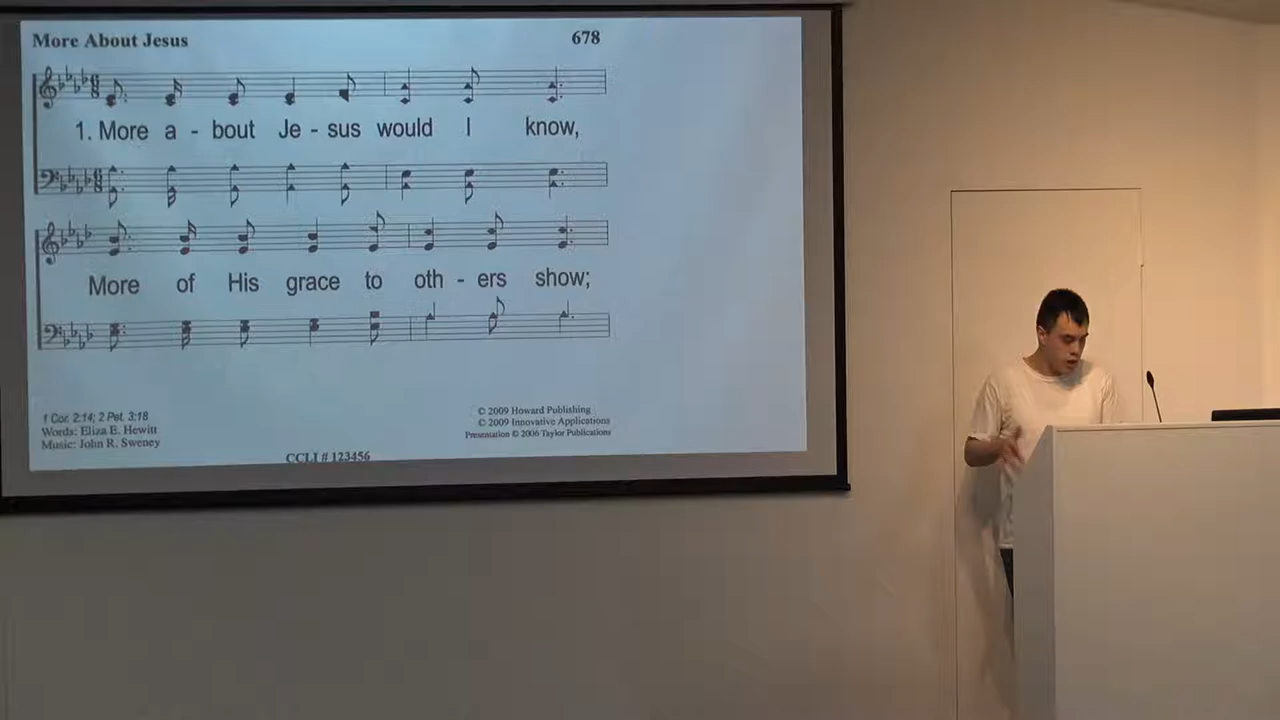 More About Jesus 678
1. More a - bout Je - sus would I know,
More of His grace to oth - ers show;
1 Cor. 2:14; 2 Pet. 3:18
Words: Eliza E. Hewitt
Music: John R. Sweney
© 2009 Howard Publishing
© 2009 Innovative Applications
Presentation © 2006 Taylor Publications
CCLI # 123456